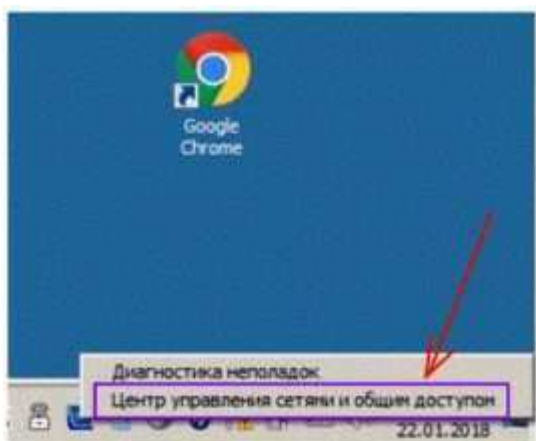 Google
Chrome
Диагностика неполадок
Центр управления сетями и общим доступом
22.01.2018